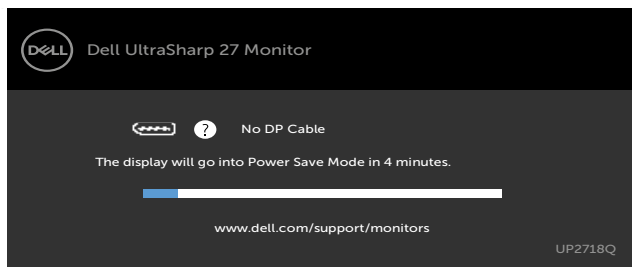 DELL
Dell UltraSharp 27 Monitor
? No DP Cable
The display will go into Power Save Mode in 4 minutes.
www.dell.com/support/monitors
UP2718Q